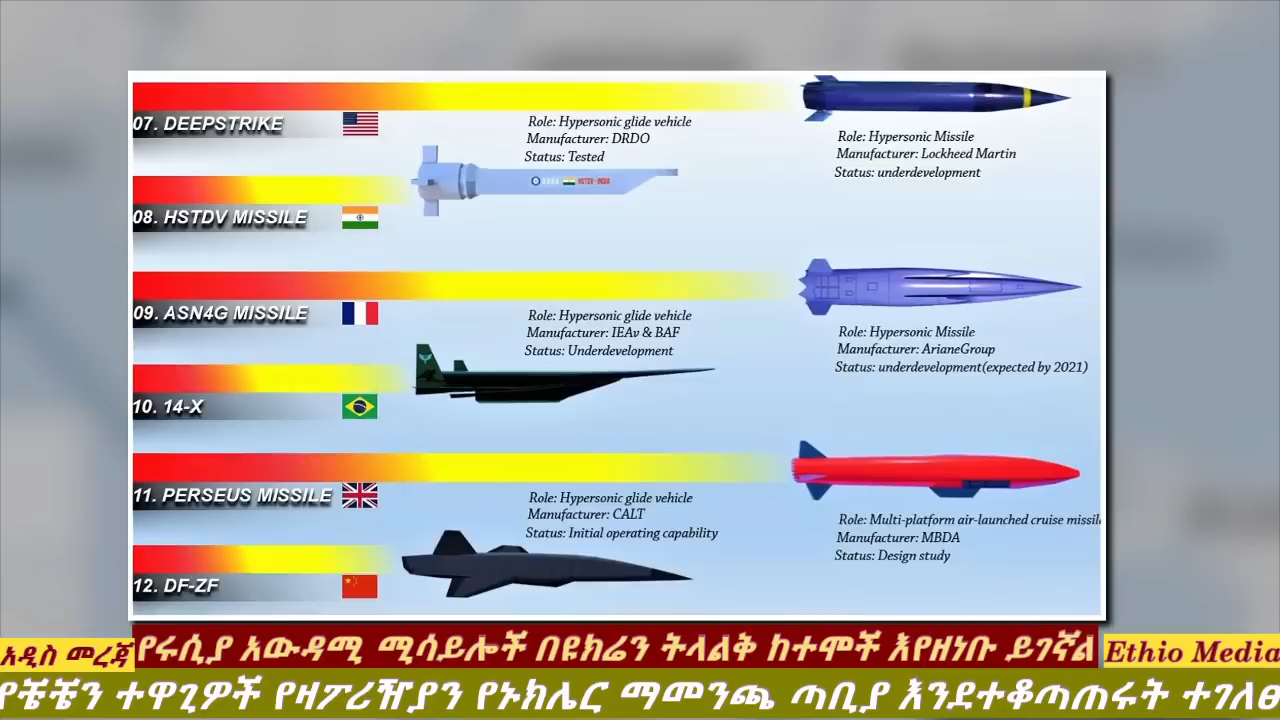 07. DEEPSTRIKE
Role: Hypersonic Missile
Manufacturer: Lockheed Martin
Status: underdevelopment
Role: Hypersonic glide vehicle
Manufacturer: DRDO
Status: Tested
HSTDV-INDIA
08. HSTDV MISSILE
09. ASN4G MISSILE
Role: Hypersonic Missile
Manufacturer: ArianeGroup
Status: underdevelopment(expected by 2021)
Role: Hypersonic glide vehicle
Manufacturer: IEAv & BAF
Status: Underdevelopment
10. 14-X
11. PERSEUS MISSILE
Role: Multi-platform air-launched cruise missil
Manufacturer: MBDA
Status: Design study
Role: Hypersonic glide vehicle
Manufacturer: CALT
Status: Initial operating capability
12. DF-ZF
አዲስ መረጃ
የሩሲያ አውዳሚ ሚሳይሎች በዩክሬን ትላልቅ ከተሞች እየዘነቡ ይገኛል
Ethio Media
የቼቼን ተዋጊዎች የዛፖሪዥያን የኑክሌር ማመንጫ ጣቢያ እንደተቆጣጠሩት ተገለፀ